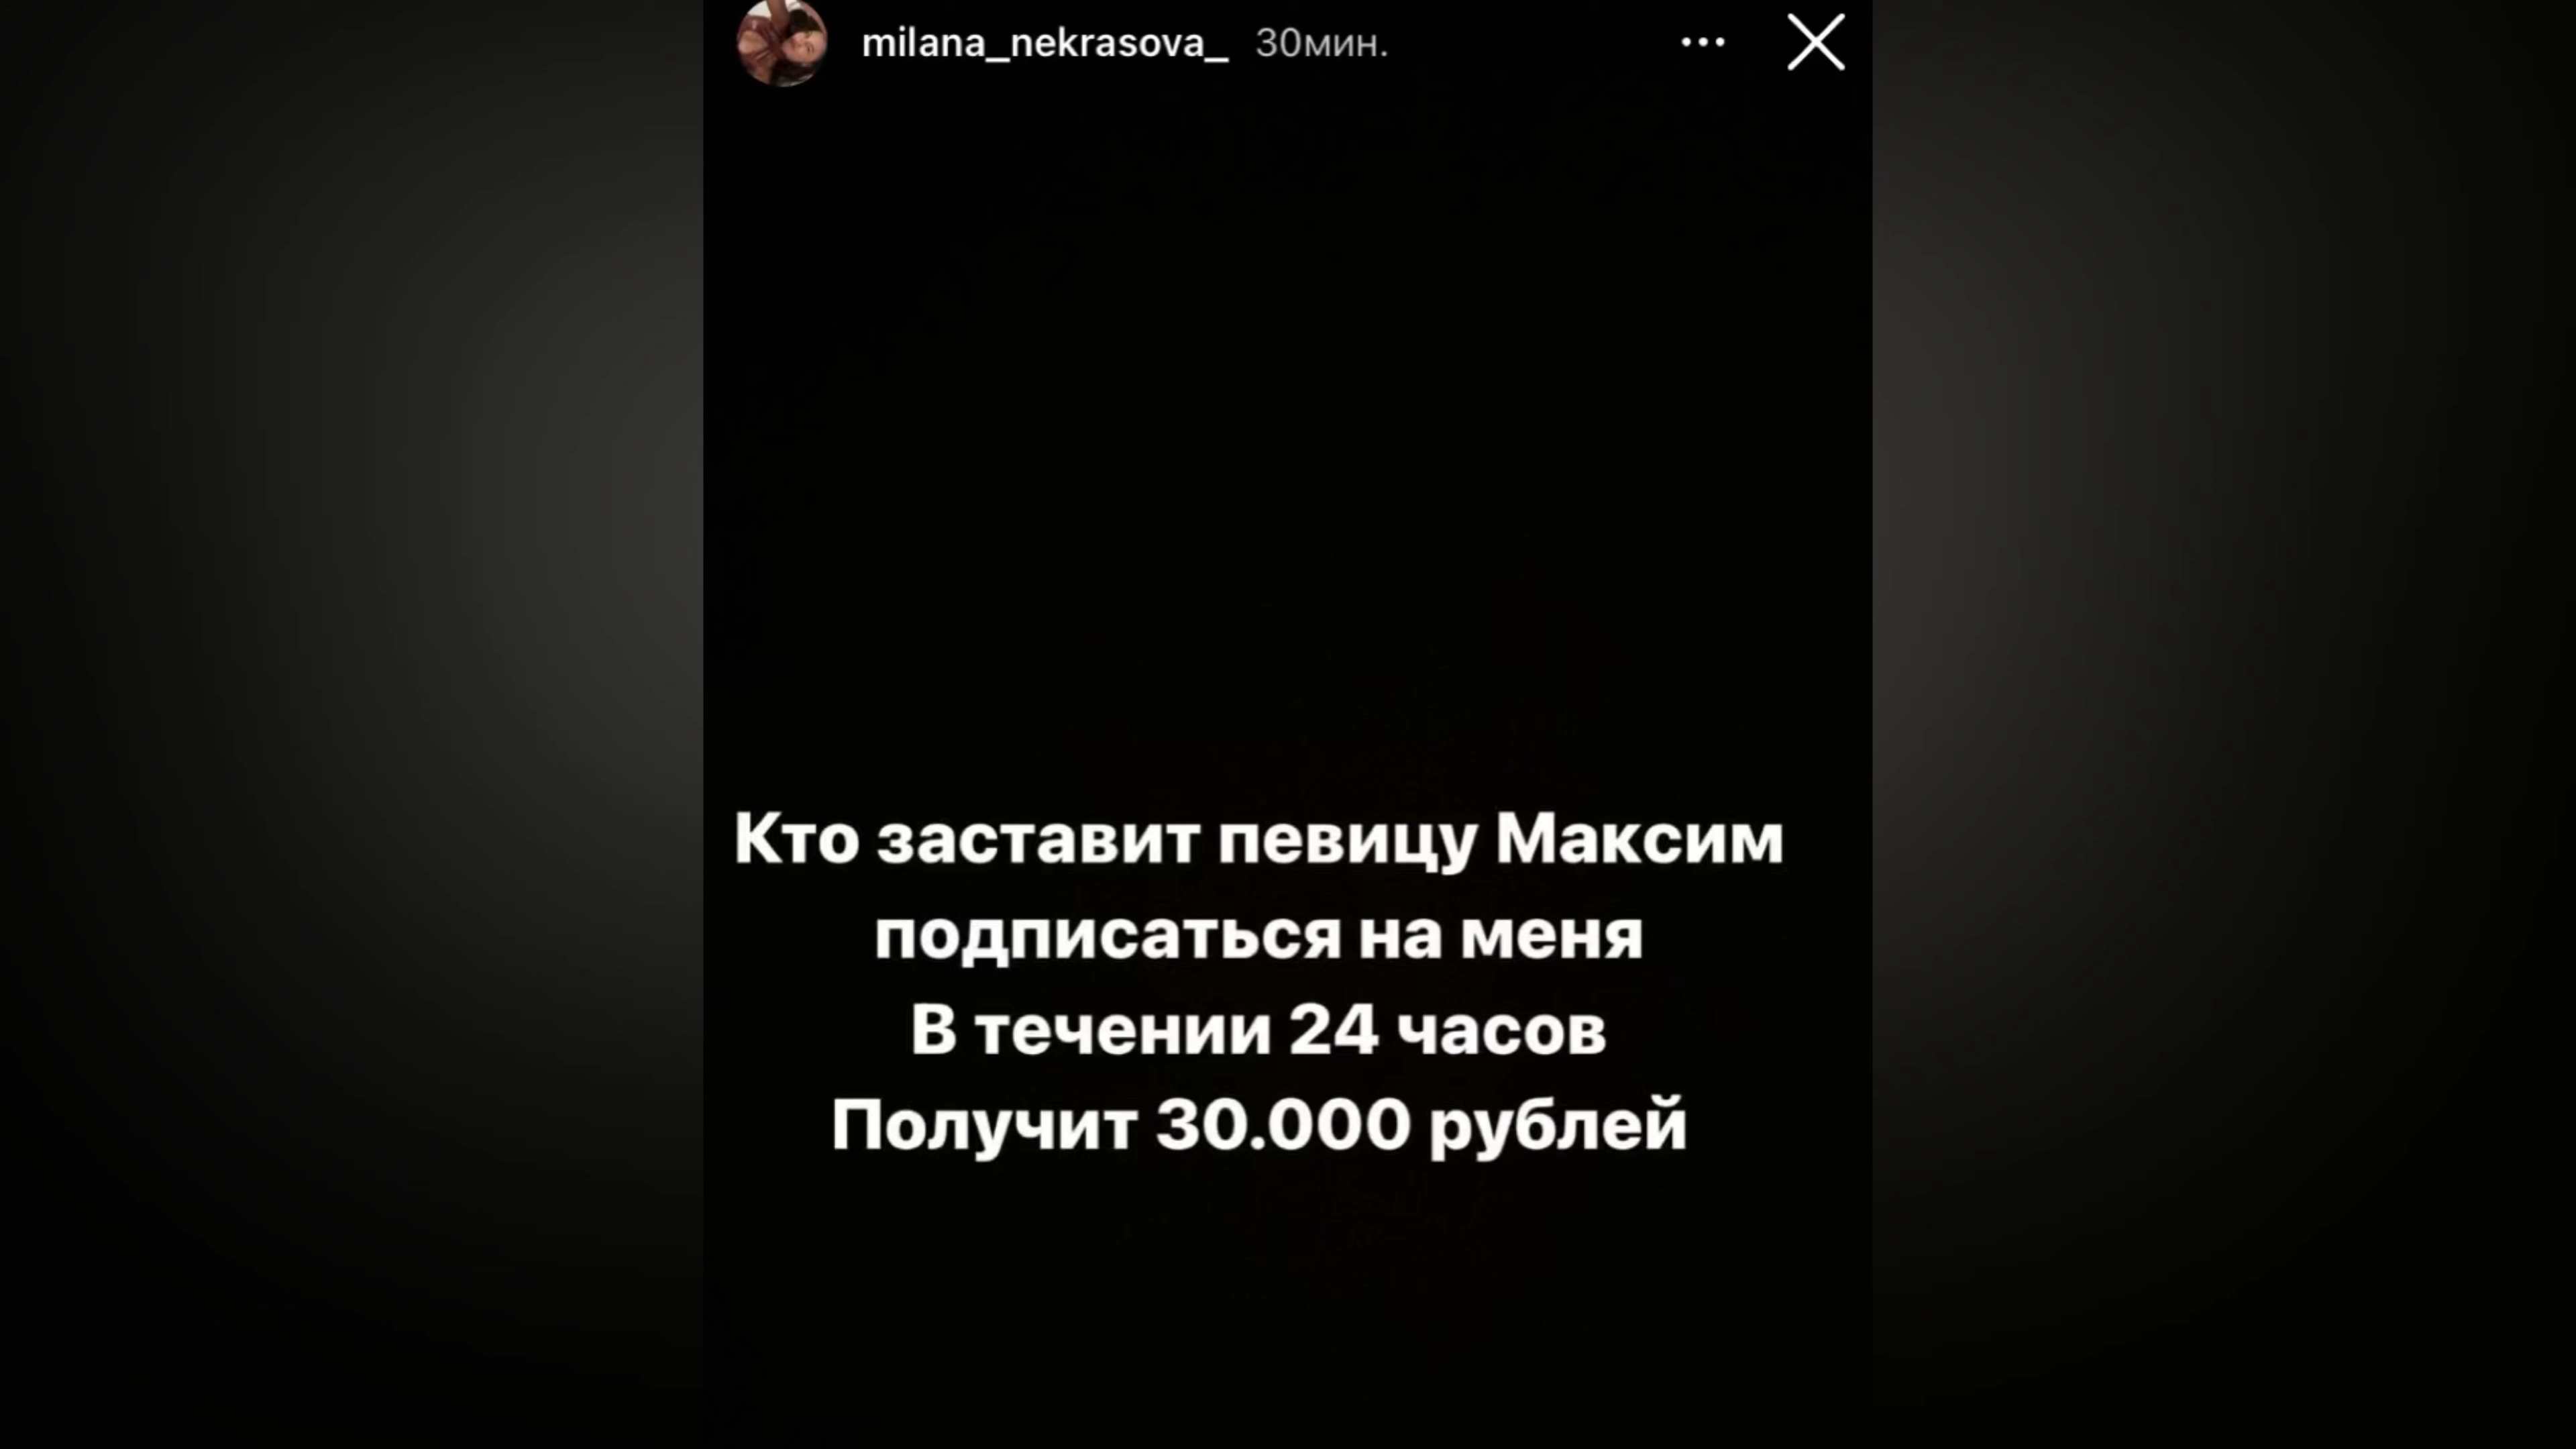 milana_nekrasova_ 30мин.
Кто заставит певицу Максим
подписаться на меня
В течении 24 часов
Получит 30.000 рублей